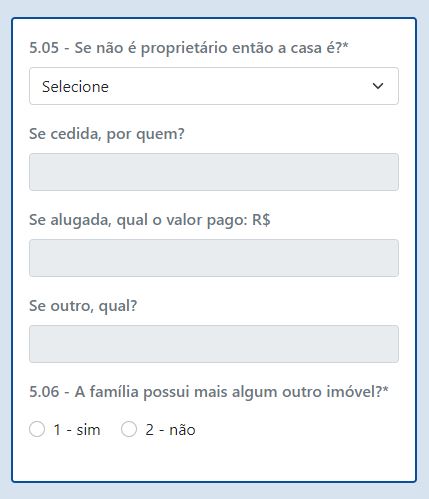 5.05 - Se não é proprietário então a casa é?*
Selecione
Se cedida, por quem?
Se alugada, qual o valor pago: R$
Se outro, qual?
5.06 - A família possui mais algum outro imóvel?*
1 - sim 2 - não